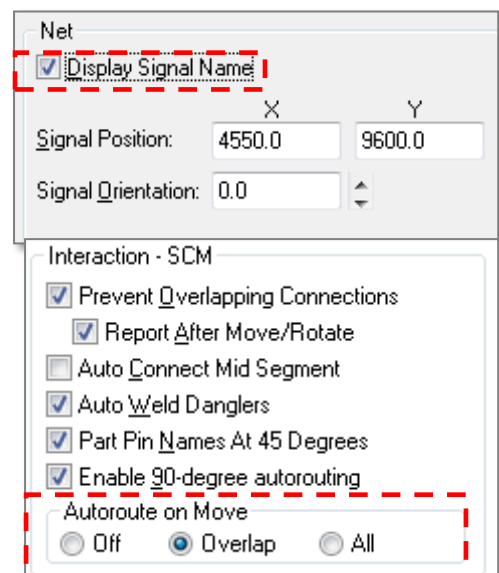 Net
Display Signal Name
X Y
Signal Position: 4550.0 9600.0
Signal Orientation: 0.0
Interaction - SCM
Prevent Overlapping Connections
Report After Move/Rotate
Auto Connect Mid Segment
Auto Weld Danglers
Part Pin Names At 45 Degrees
Enable 90-degree autorouting
Autoroute on Move
Off Overlap All